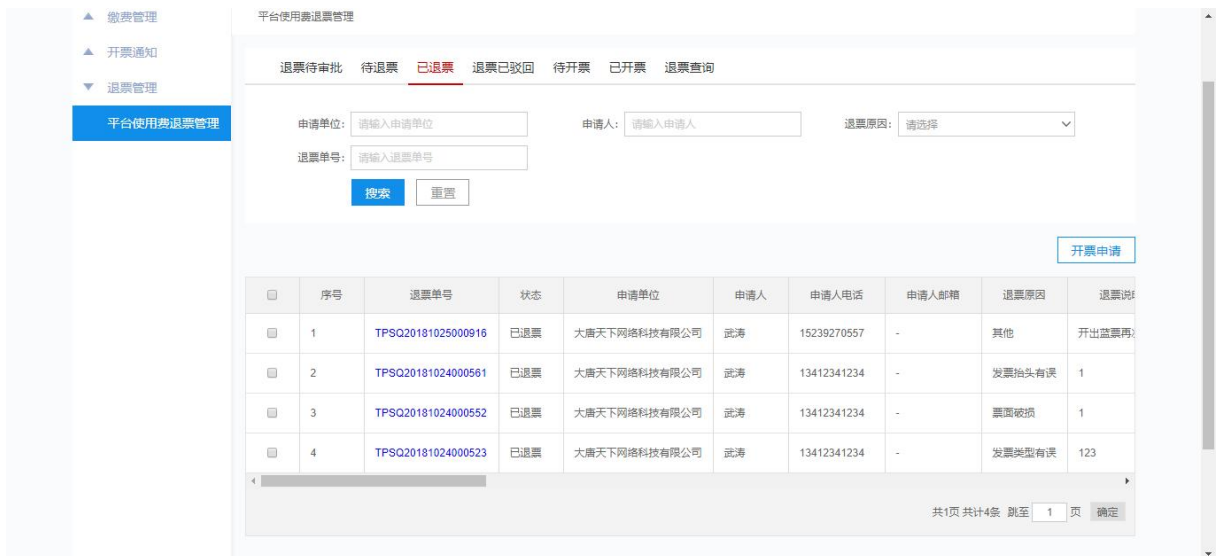 缴费管理
平台使用费退票管理
开票通知
退票管理
平台使用费退票管理
退票待审批 待退票 已退票 退票已驳回 待开票 已开票 退票查询
申请单位: 请输入申请单位 申请人: 请输入申请人 退票原因: 请选择
退票单号: 请输入退票单号
搜索 重置
开票申请
序号 退票单号 状态 申请单位 申请人 申请人电话 申请人邮箱 退票原因 退票说
1 TPSQ20181025000916 已退票 大唐天下网络科技有限公司 武涛 15239270557 - 其他 开出蓝票再
2 TPSQ20181024000561 已退票 大唐天下网络科技有限公司 武涛 13412341234 - 发票抬头有误 1
3 TPSQ20181024000552 已退票 大唐天下网络科技有限公司 武涛 13412341234 - 票面破损 1
4 TPSQ20181024000523 已退票 大唐天下网络科技有限公司 武涛 13412341234 - 发票类型有误 123
共1页 共计4条 跳至 1 页 确定